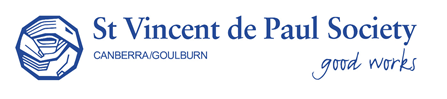 St Vincent de Paul Society
CANBERRA/GOULBURN
good works